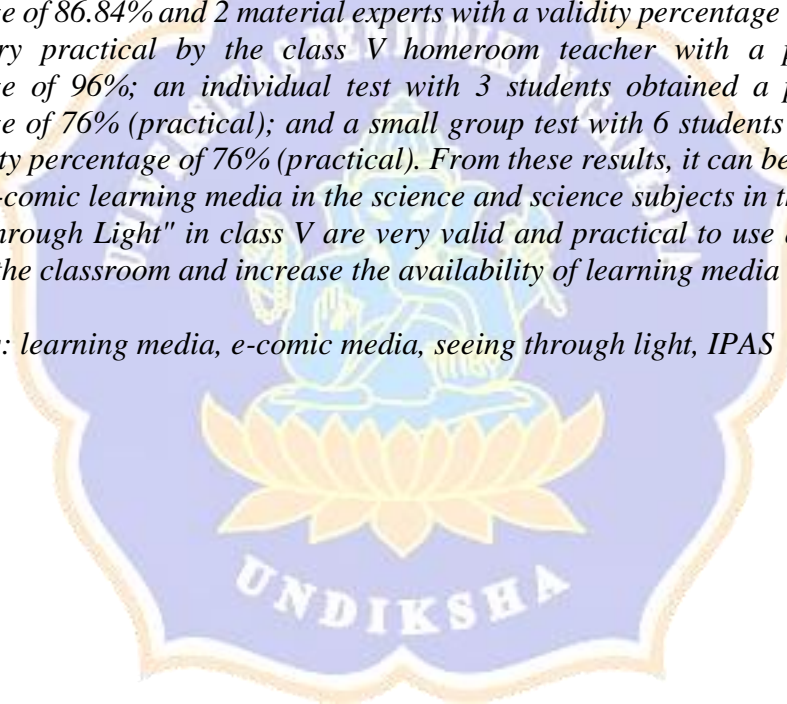 ge of 86.84% and 2 material experts with a validity percentage
ry practical by the class V homeroom teacher with a p
ge of 96%; an individual test with 3 students obtained a p
ge of 76% (practical); and a small group test with 6 students
ty percentage of 76% (practical). From these results, it can be
-comic learning media in the science and science subjects in th
hrough Light" in class V are very valid and practical to use
the classroom and increase the availability of learning media
: learning media, e-comic media, seeing through light, IPAS
UNDIKSHA